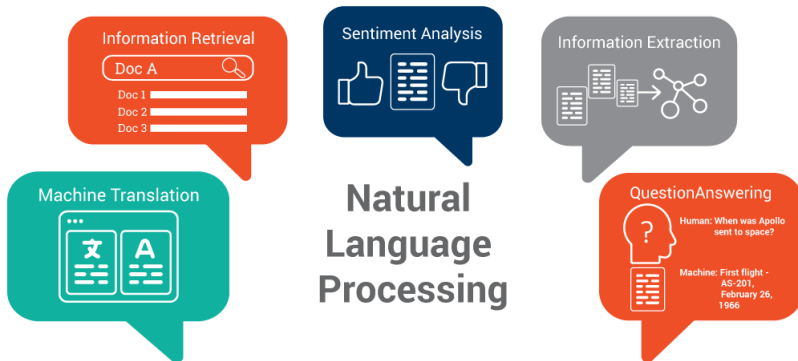 Information Retrieval
Doc A
Doc 1
Doc 2
Doc 3
Sentiment Analysis
Information Extraction
Machine Translation
文 A
Natural
Language
Processing
QuestionAnswering
?
Human: When was Apollo
sent to space?
Machine: First flight -
AS-201,
February 26,
1966